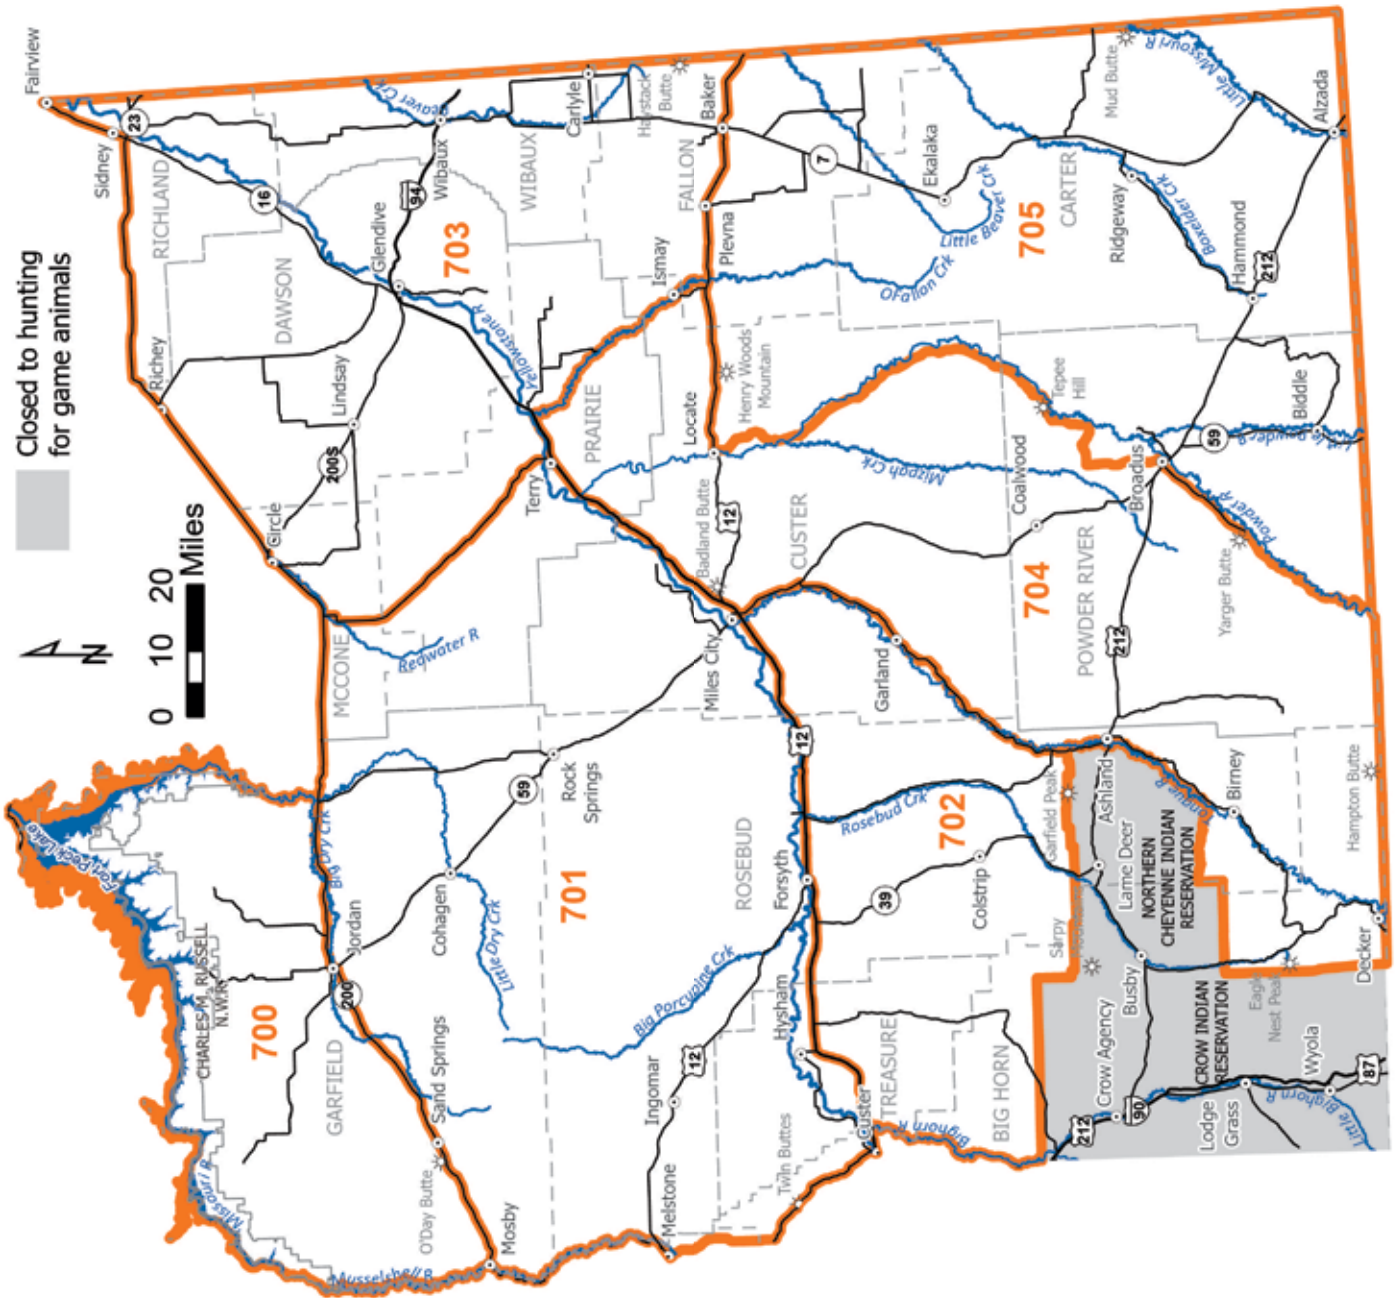 Closed to hunting
for game animals
0 10 20
Miles
N
Fairview
Sidney
23
RICHLAND
16
Beaver Crk
Wibaux
94
WIBAUX
Carlyle
Haystack
Butte
Baker
FALLON
Plevna
7
Ekalaka
Little Beaver Crk
705
CARTER
Mud Butte
Little Missouri R
Little Missouri R
Alzada
Ridgeway
Boxelder Crk
Hammond
212
Richey
DAWSON
Glendive
703
Lindsay
200S
Yellowstone R
Ismay
O'Fallon Crk
Circle
Terry
PRAIRIE
Locate
Henry Woods
Mountain
Tepee
Hill
Mizpah Crk
Coalwood
Broadus
59
Biddle
Powder R
Yarger Butte
MCCONE
Redwater R
Badland Butte
12
CUSTER
Miles City
Garland
704
POWDER RIVER
212
Fort Peck Lake
Big Dry Crk
59
Rock
Springs
Cohagen
Little Dry Crk
701
ROSEBUD
12
Forsyth
Rosebud Crk
702
39
Colstrip
Garfield Peak
Ashland
Tongue R
Birney
Hampton Butte
Lame Deer
NORTHERN
CHEYENNE INDIAN
RESERVATION
Sarpy
Mountain
Busby
Eagle
Nest Peak
Decker
CHARLES M. RUSSELL
N.W.R.
700
Jordan
200
GARFIELD
Sand Springs
O'Day Butte
Mosby
Missouri R
Musselshell R
Big Porcupine Crk
Ingomar
12
Melstone
Hysham
TREASURE
Twin Buttes
Custer
Bighorn R
BIG HORN
212
Crow Agency
90
CROW INDIAN
RESERVATION
Lodge
Grass
Wyola
Little Bighorn R
87